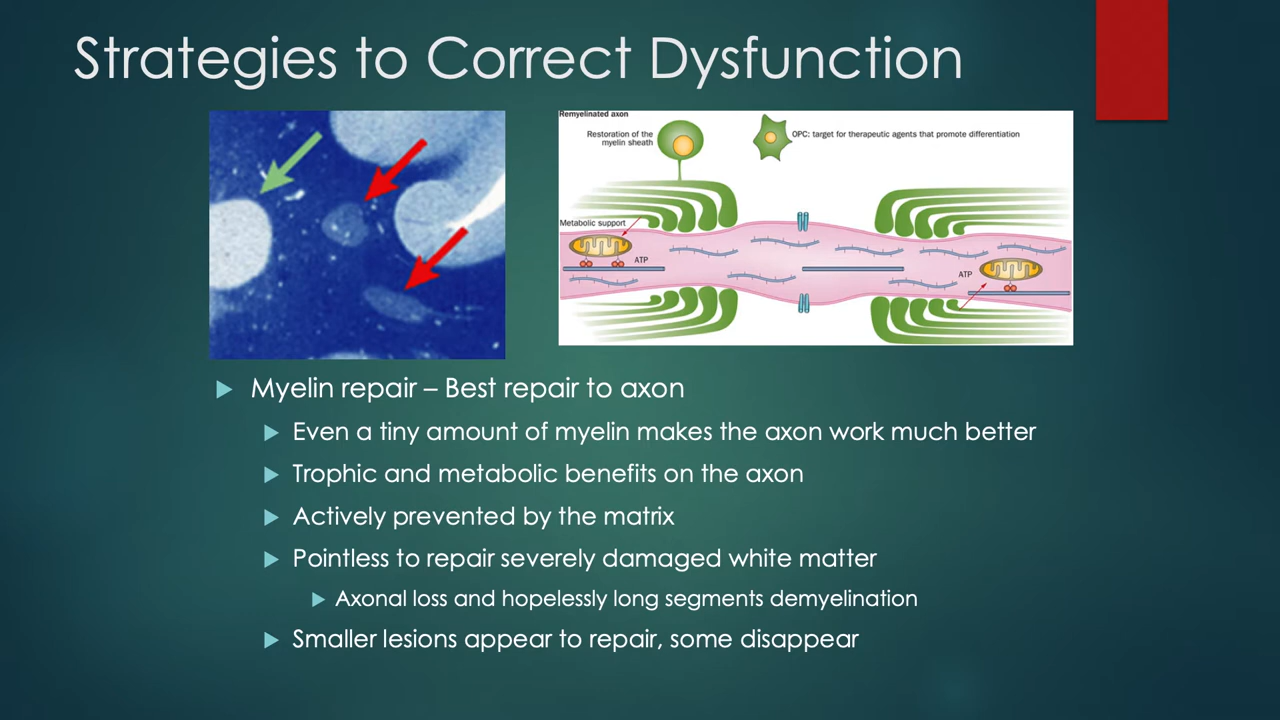 Strategies to Correct Dysfunction
Remyelinated axon
Restoration of the
myelin sheath
OPC: target for therapeutic agents that promote differentiation
Metabolic support
ATP
ATP
Myelin repair – Best repair to axon
Even a tiny amount of myelin makes the axon work much better
Trophic and metabolic benefits on the axon
Actively prevented by the matrix
Pointless to repair severely damaged white matter
Axonal loss and hopelessly long segments demyelination
Smaller lesions appear to repair, some disappear